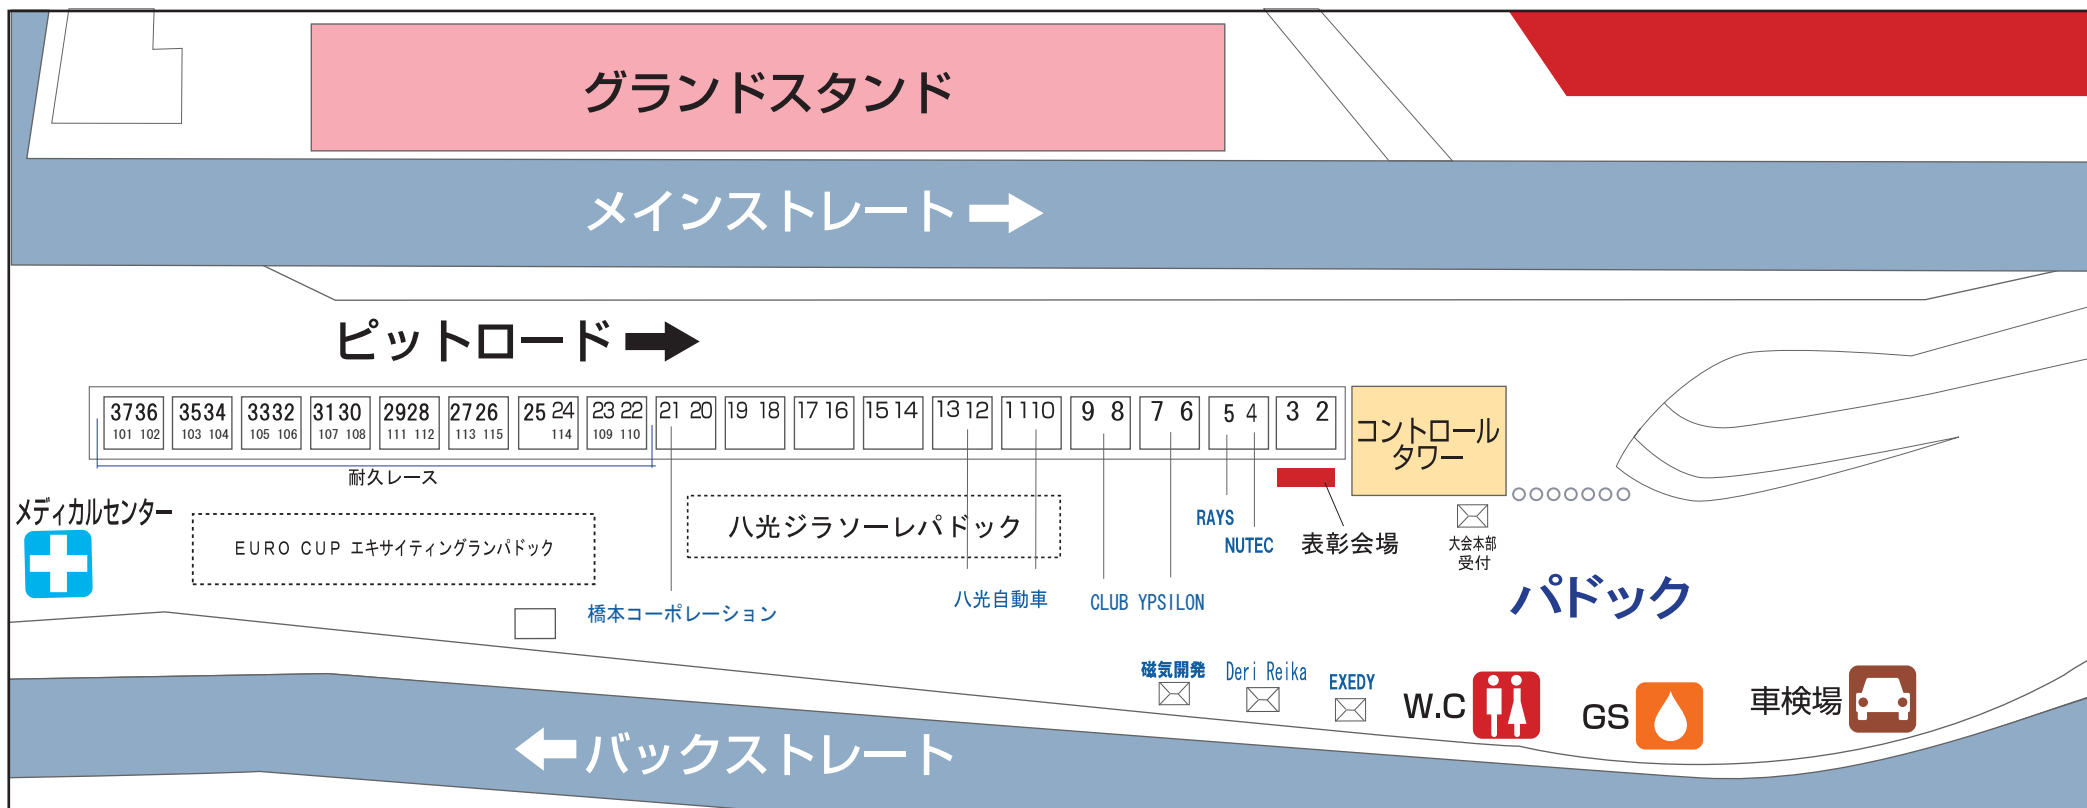 グランドスタンド
メインストレート
ピットロード
3736 3534 3332 3130 2928 2726 25 24 23 22 21 20 19 18 17 16 15 14 13 12 11 10 9 8 7 6 5 4 3 2
101 102 103 104 105 106 107 108 111 112 113 115 114 109 110
コントロール
タワー
耐久レース
メディカルセンター
EURO CUP エキサイティングランパドック
八光ジラソーレパドック
RAYS
NUTEC
表彰会場
大会本部
受付
橋本コーポレーション
八光自動車
CLUB YPSILON
パドック
磁気開発
Deri Reika
EXEDY
W.C
GS
車検場
バックストレート